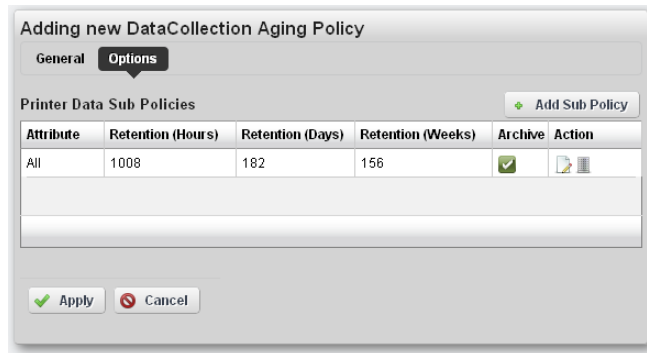 Adding new DataCollection Aging Policy
General Options
Printer Data Sub Policies Add Sub Policy
Attribute Retention (Hours) Retention (Days) Retention (Weeks) Archive Action
All 1008 182 156
Apply Cancel